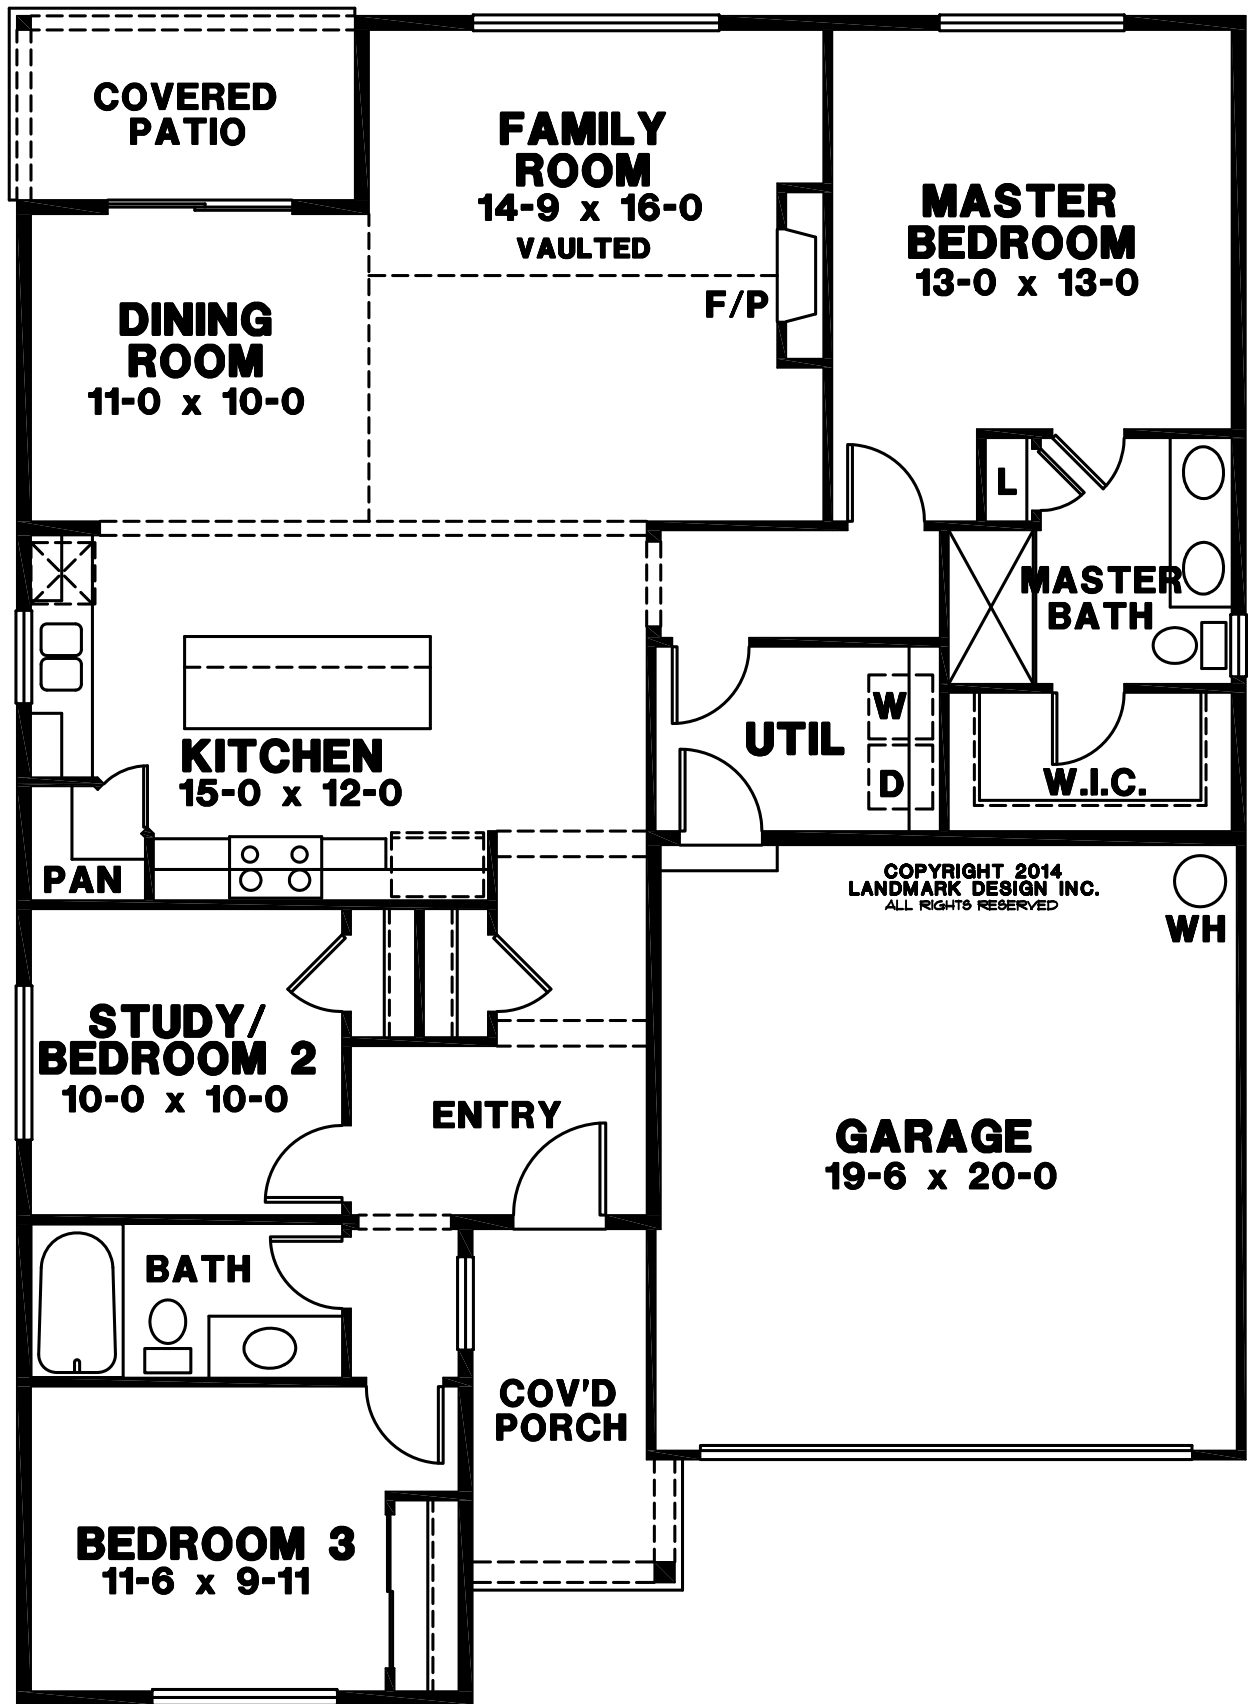 COVERED
PATIO
FAMILY
ROOM
14-9 x 16-0
VAULTED
F/P
MASTER
BEDROOM
13-0 x 13-0
DINING
ROOM
11-0 x 10-0
L
MASTER
BATH
KITCHEN
15-0 x 12-0
UTIL
W
D
W.I.C.
PAN
COPYRIGHT 2014
LANDMARK DESIGN INC.
ALL RIGHTS RESERVED
WH
STUDY/
BEDROOM 2
10-0 x 10-0
ENTRY
GARAGE
19-6 x 20-0
BATH
COV'D
PORCH
BEDROOM 3
11-6 x 9-11